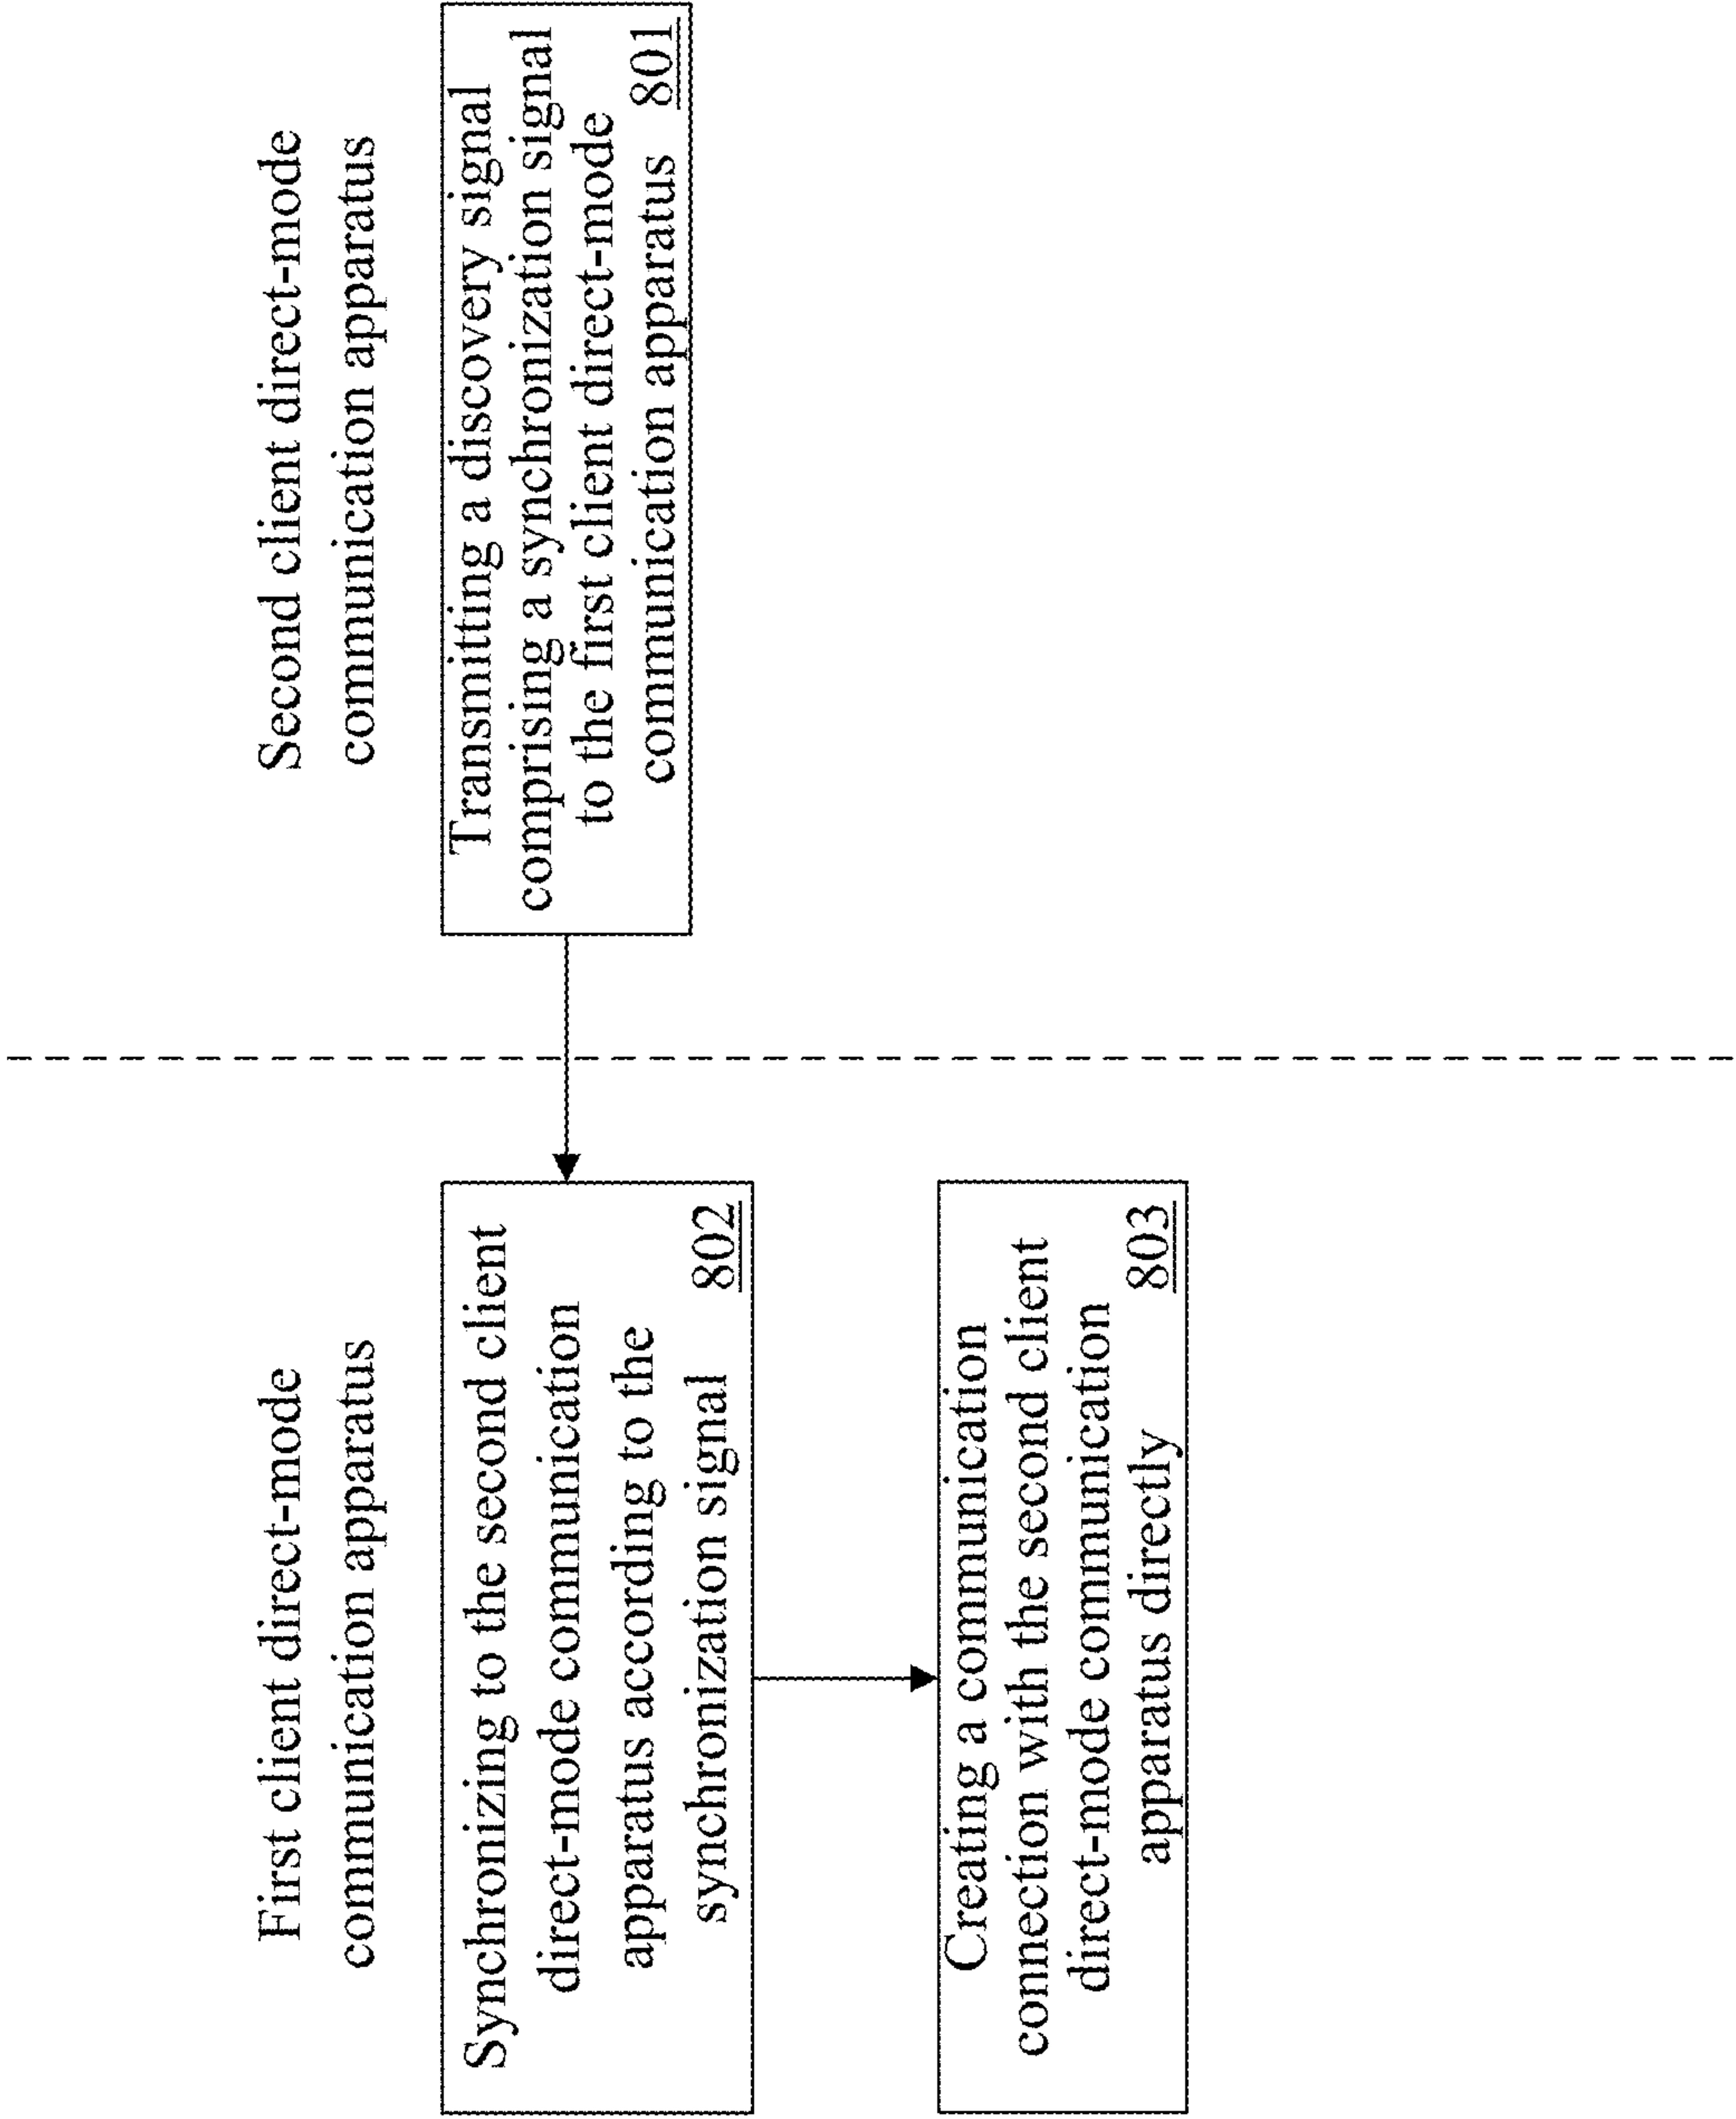 First client direct-mode
communication apparatus
Second client direct-mode
communication apparatus
Transmitting a discovery signal
comprising a synchronization signal
to the first client direct-mode
communication apparatus 801
Synchronizing to the second client
direct-mode communication
apparatus according to the
synchronization signal 802
Creating a communication
connection with the second client
direct-mode communication
apparatus directly 803